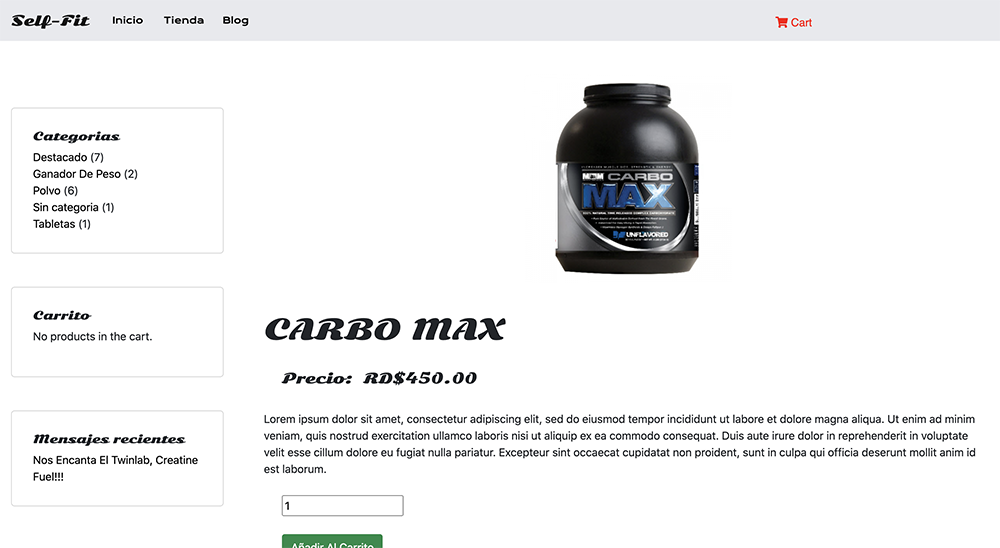 Self-Fit Inicio Tienda Blog Cart
Categorias
Destacado (7)
Ganador De Peso (2)
Polvo (6)
Sin categoria (1)
Tabletas (1)
Carrito
No products in the cart.
Mensajes recientes
Nos Encanta El Twinlab, Creatine
Fuel!!!
CARBO
MAX
UNFLAVORED
CARBO MAX
Precio: RD$450.00
Lorem ipsum dolor sit amet, consectetur adipiscing elit, sed do eiusmod tempor incididunt ut labore et dolore magna aliqua. Ut enim ad minim
veniam, quis nostrud exercitation ullamco laboris nisi ut aliquip ex ea commodo consequat. Duis aute irure dolor in reprehenderit in voluptate
velit esse cillum dolore eu fugiat nulla pariatur. Excepteur sint occaecat cupidatat non proident, sunt in culpa qui officia deserunt mollit anim id
est laborum.
1
Añadir Al Carrito